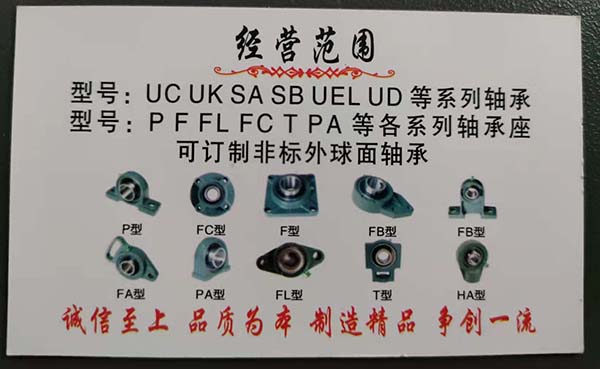 经营范围
型号：UC UK SA SB UEL UD 等系列轴承
型号：P F FL FC T PA 等各系列轴承座
可订制非标外球面轴承
P型 FC型 F型 FB型 FB型
FA型 PA型 FL型 T型 HA型
诚信至上 品质为本 制造精品 争创一流